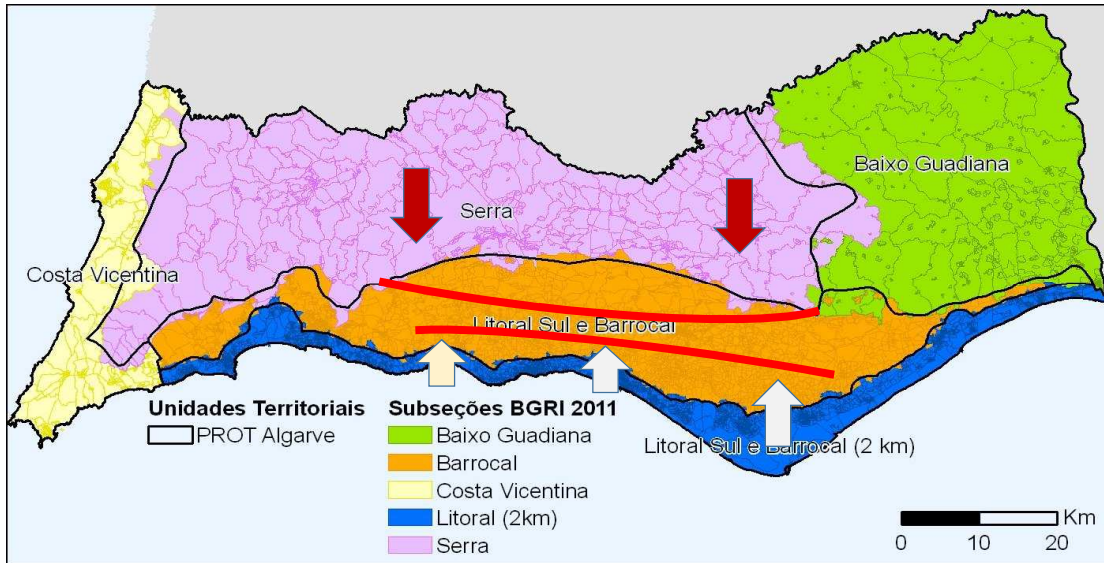 Baixo Guadiana
Serra
Costa Vicentina
Litoral Sul e Barrocal
Litoral Sul e Barrocal (2 km)
Unidades Territoriais
PROT Algarve
Subseções BGRI 2011
Baixo Guadiana
Barrocal
Costa Vicentina
Litoral (2km)
Serra
Km
0 10 20